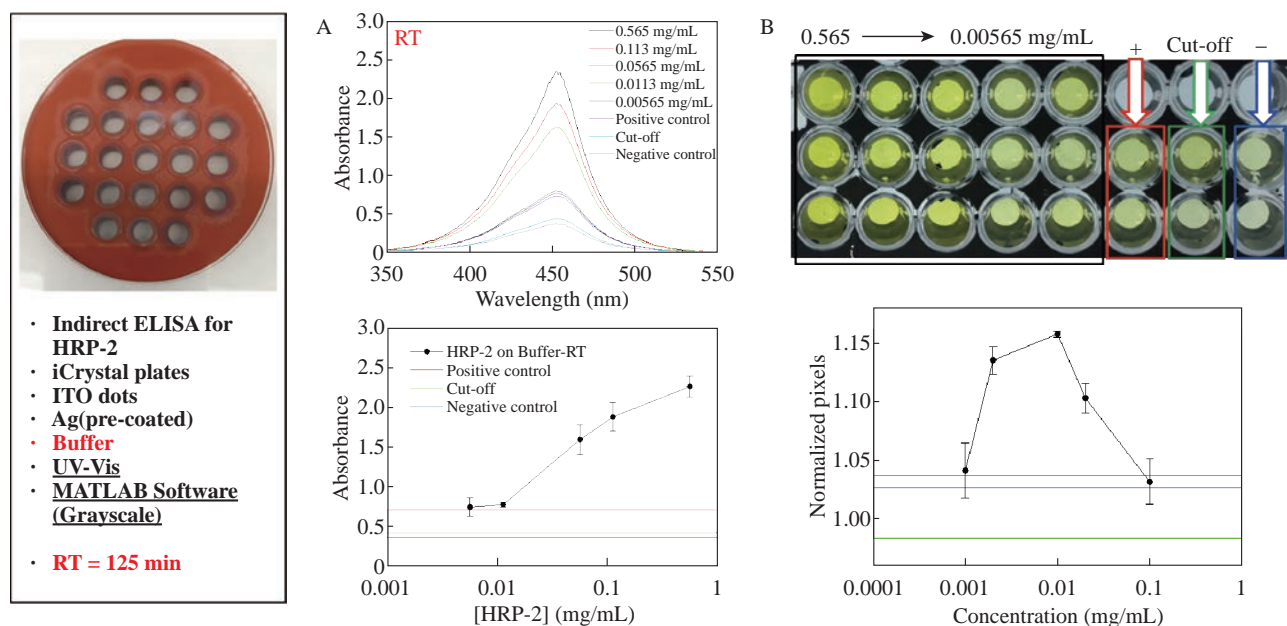 · Indirect ELISA for
HRP-2
· iCrystal plates
· ITO dots
· Ag(pre-coated)
· Buffer
· UV-Vis
· MATLAB Software
(Grayscale)
· RT = 125 min
A
RT
0.565 mg/mL
0.113 mg/mL
0.0565 mg/mL
0.0113 mg/mL
0.00565 mg/mL
Positive control
Cut-off
Negative control
3.0
2.5
2.0
1.5
1.0
0.5
0
Absorbance
350 400 450 500 550
Wavelength (nm)
HRP-2 on Buffer-RT
Positive control
Cut-off
Negative control
3.0
2.5
2.0
1.5
1.0
0.5
0
Absorbance
0.001 0.01 0.1 1
[HRP-2] (mg/mL)
B
0.565 → 0.00565 mg/mL
+ Cut-off −
1.15
1.10
1.05
1.00
Normalized pixels
0.0001 0.001 0.01 0.1 1
Concentration (mg/mL)